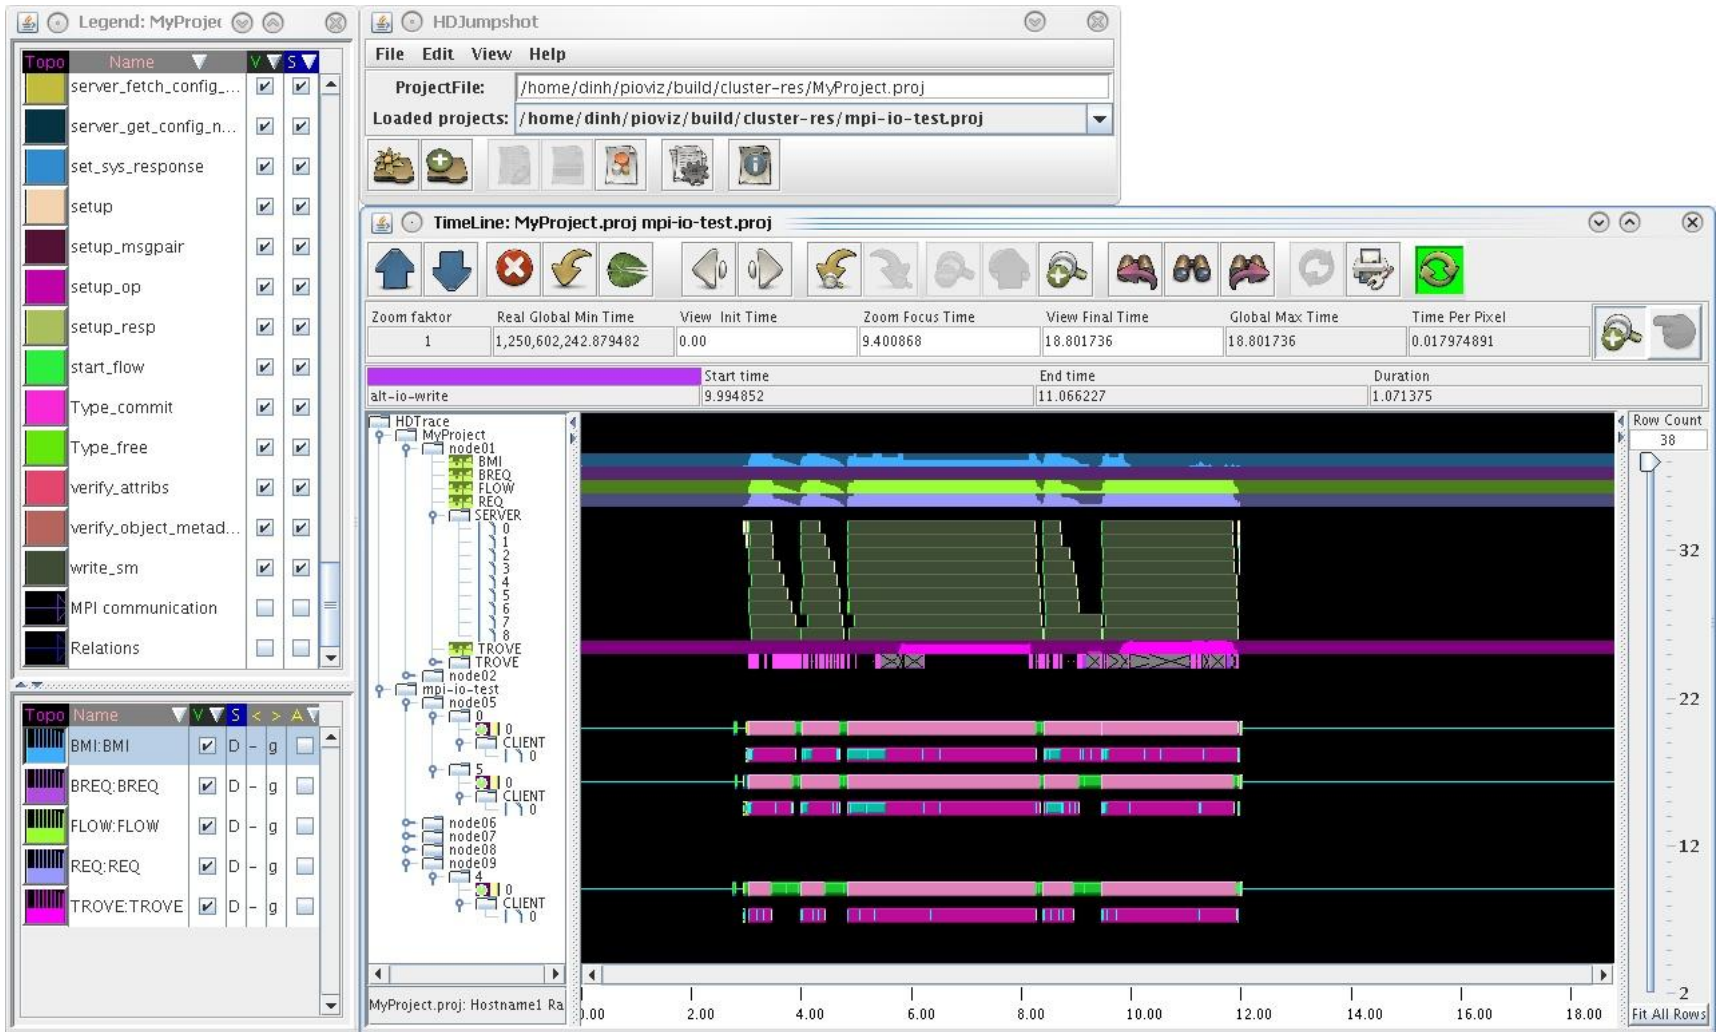 Legend: MyProjec
Topo Name V S
server_fetch_config_...
server_get_config_n...
set_sys_response
setup
setup_msgpair
setup_op
setup_resp
start_flow
Type_commit
Type_free
verify_attribs
verify_object_metad...
write_sm
MPI communication
Relations
Topo Name V S < > A
BMI:BMI D - g
BREQ:BREQ D - g
FLOW:FLOW D - g
REQ:REQ D - g
TROVE:TROVE D - g
HDJumpshot
File Edit View Help
ProjectFile: /home/dinh/pioviz/build/cluster-res/MyProject.proj
Loaded projects: /home/dinh/pioviz/build/cluster-res/mpi-io-test.proj
TimeLine: MyProject.proj mpi-io-test.proj
Zoom faktor Real Global Min Time View Init Time Zoom Focus Time View Final Time Global Max Time Time Per Pixel
1 1,250,602,242.879482 0.00 9.400868 18.801736 18.801736 0.017974891
Start time End time Duration
alt-io-write 9.994852 11.066227 1.071375
HDTrace
MyProject
node01
BMI
BREQ
FLOW
REQ
SERVER
0
1
2
3
4
5
6
7
8
TROVE
TROVE
node02
mpi-io-test
node05
0
0
CLIENT
0
5
0
CLIENT
0
node06
node07
node08
node09
4
0
CLIENT
0
MyProject.proj: Hostname1 Ra
0.00 2.00 4.00 6.00 8.00 10.00 12.00 14.00 16.00 18.00
Row Count
38
32
22
12
2
Fit All Rows